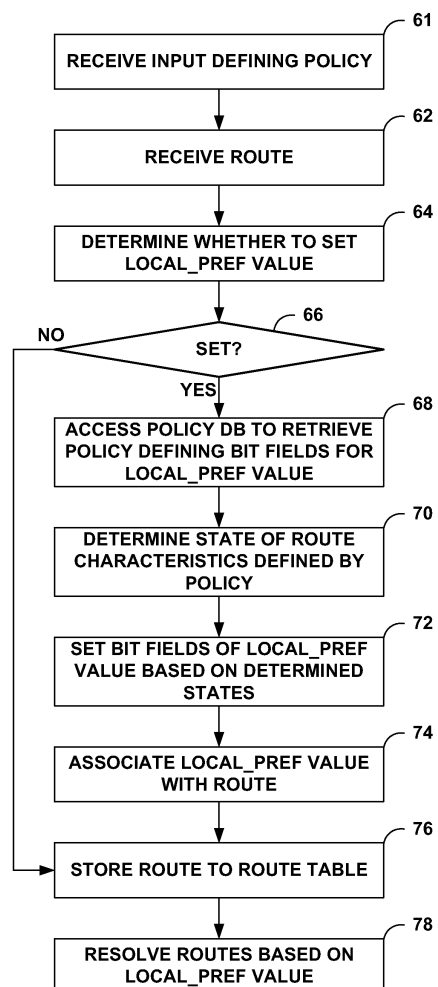 61
RECEIVE INPUT DEFINING POLICY
62
RECEIVE ROUTE
64
DETERMINE WHETHER TO SET
LOCAL_PREF VALUE
66
NO
SET?
YES
68
ACCESS POLICY DB TO RETRIEVE
POLICY DEFINING BIT FIELDS FOR
LOCAL_PREF VALUE
70
DETERMINE STATE OF ROUTE
CHARACTERISTICS DEFINED BY
POLICY
72
SET BIT FIELDS OF LOCAL_PREF
VALUE BASED ON DETERMINED
STATES
74
ASSOCIATE LOCAL_PREF VALUE
WITH ROUTE
76
STORE ROUTE TO ROUTE TABLE
78
RESOLVE ROUTES BASED ON
LOCAL_PREF VALUE